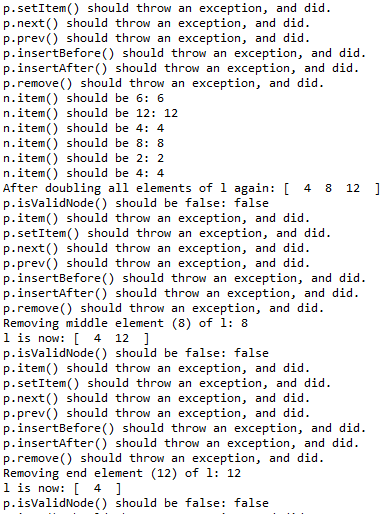 p.setItem() should throw an exception, and did.
p.next() should throw an exception, and did.
p.prev() should throw an exception, and did.
p.insertBefore() should throw an exception, and did.
p.insertAfter() should throw an exception, and did.
p.remove() should throw an exception, and did.
n.item() should be 6: 6
n.item() should be 12: 12
n.item() should be 4: 4
n.item() should be 8: 8
n.item() should be 2: 2
n.item() should be 4: 4
After doubling all elements of l again: [  4  8  12  ]
p.isValidNode() should be false: false
p.item() should throw an exception, and did.
p.setItem() should throw an exception, and did.
p.next() should throw an exception, and did.
p.prev() should throw an exception, and did.
p.insertBefore() should throw an exception, and did.
p.insertAfter() should throw an exception, and did.
p.remove() should throw an exception, and did.
Removing middle element (8) of l: 8
l is now: [  4  12  ]
p.isValidNode() should be false: false
p.item() should throw an exception, and did.
p.setItem() should throw an exception, and did.
p.next() should throw an exception, and did.
p.prev() should throw an exception, and did.
p.insertBefore() should throw an exception, and did.
p.insertAfter() should throw an exception, and did.
p.remove() should throw an exception, and did.
Removing end element (12) of l: 12
l is now: [  4  ]
p.isValidNode() should be false: false